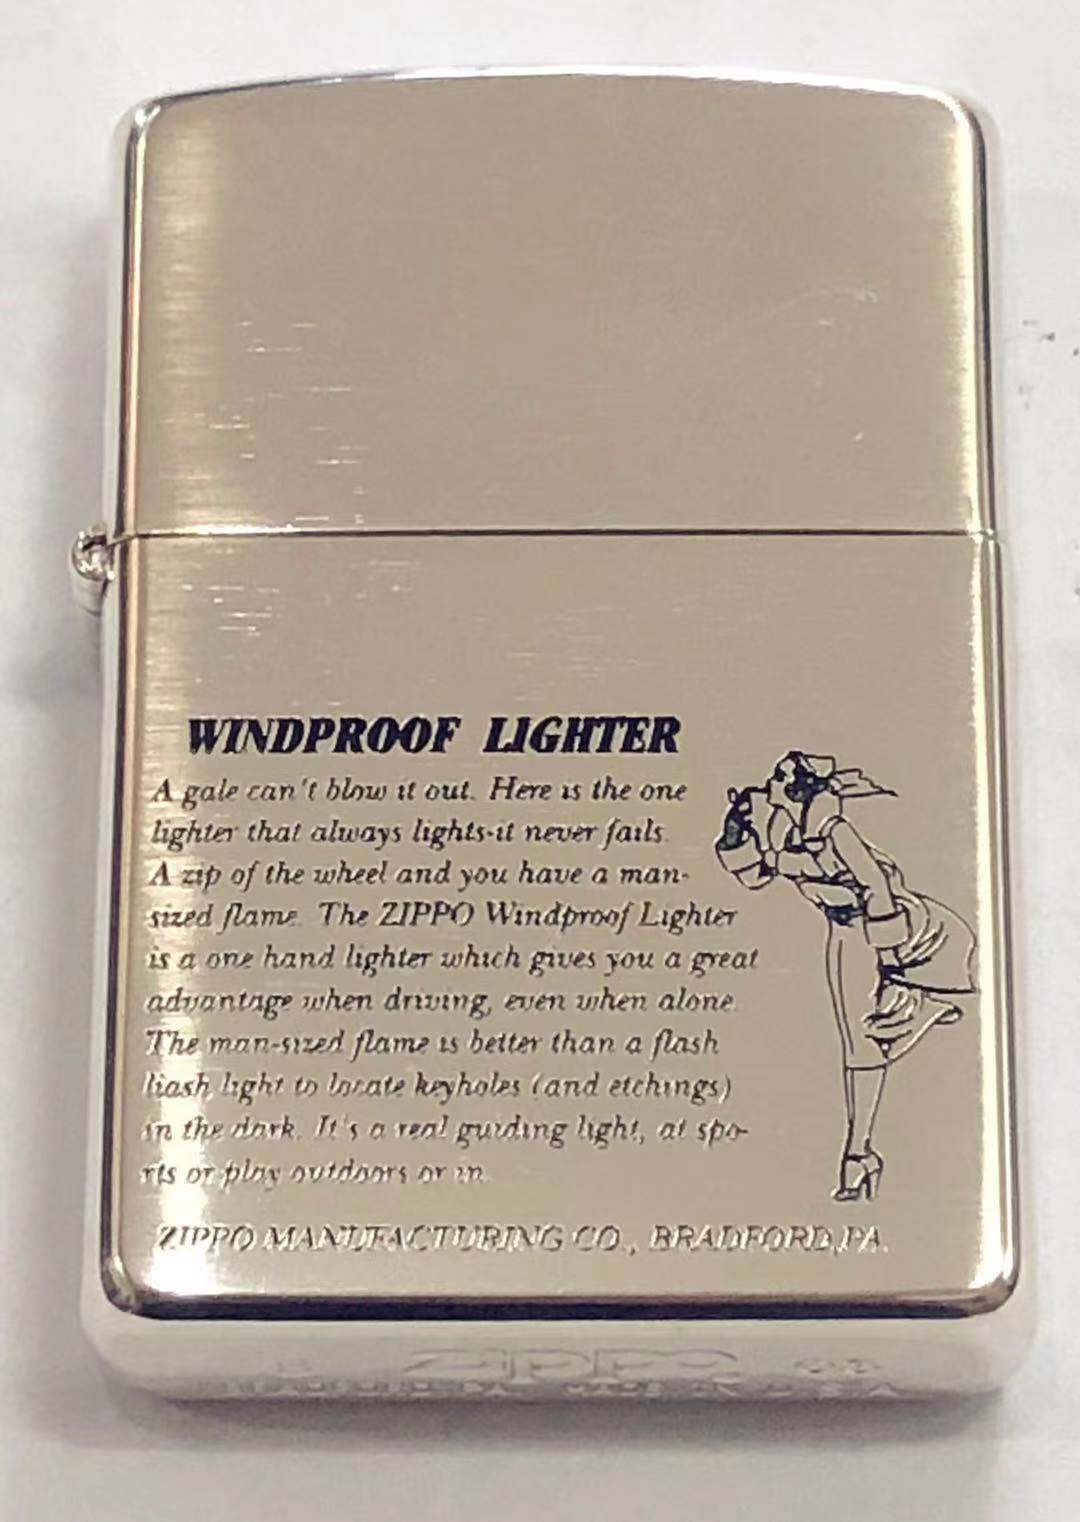 WINDPROOF LIGHTER
A gale can't blow it out. Here is the one
lighter that always lights-it never fails.
A zip of the wheel and you have a man-
sized flame. The ZIPPO Windproof Lighter
is a one hand lighter which gives you a great
advantage when driving, even when alone.
The man-sized flame is better than a flash
liash light to locate keyholes (and etchings)
in the dark. It's a real guiding light, at spo-
rts or play outdoors or in.
ZIPPO MANUFACTURING CO., BRADFORD,PA.
Zippo
MADE IN U.S.A